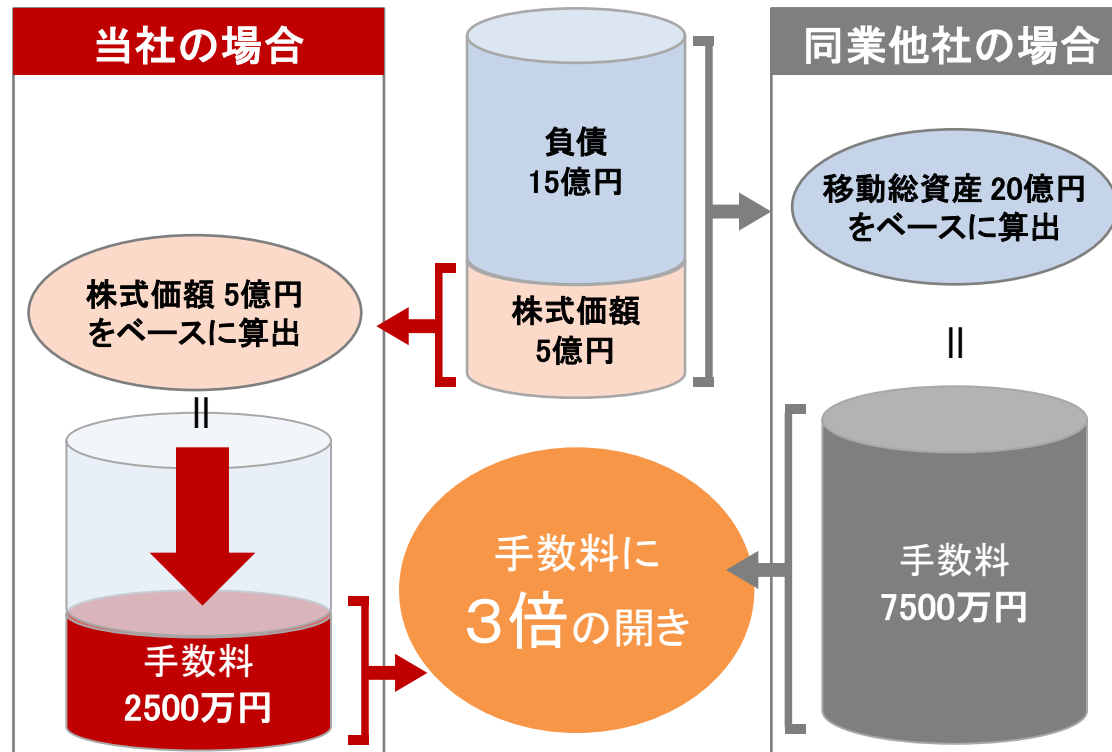 当社の場合
株式価額 5億円
をベースに算出
||
手数料
2500万円
負債
15億円
株式価額
5億円
手数料に
３倍の開き
同業他社の場合
移動総資産 20億円
をベースに算出
||
手数料
7500万円